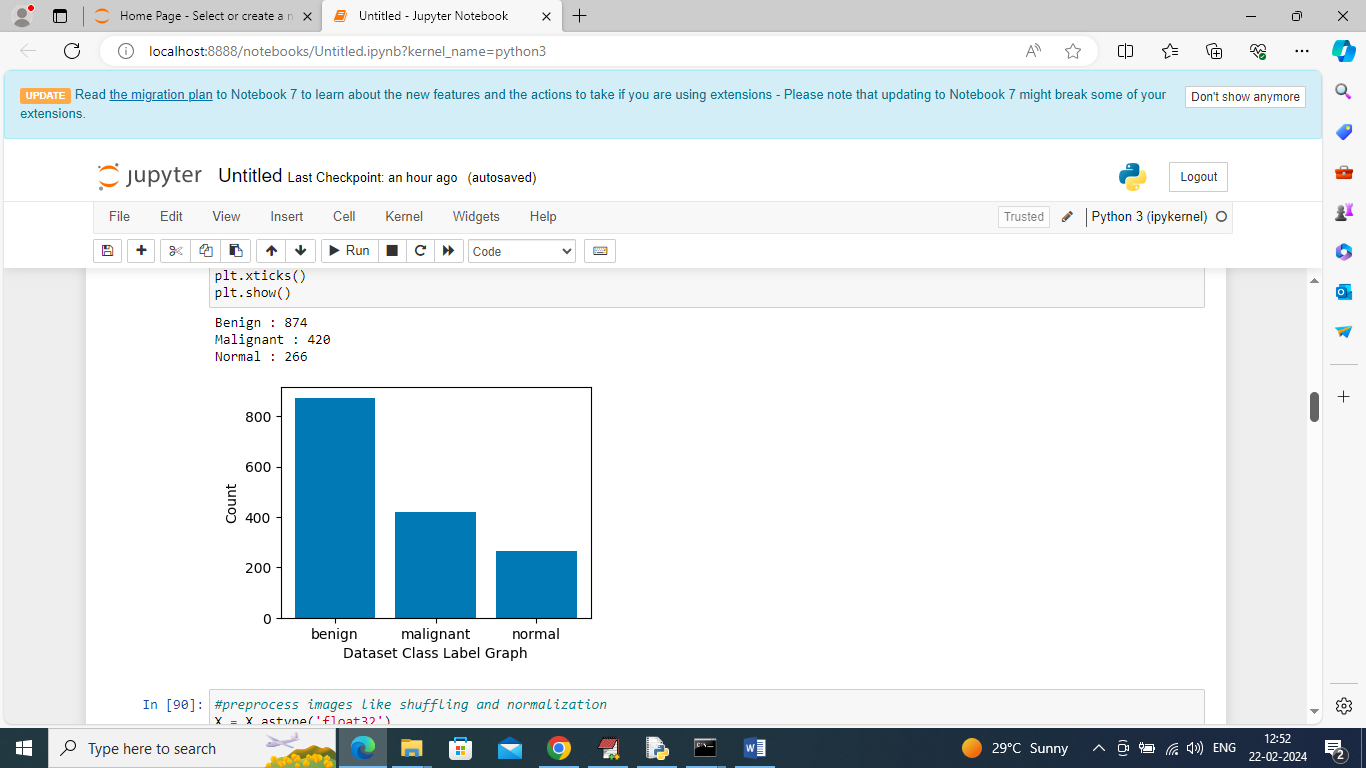 Home Page - Select or create a n
Untitled - Jupyter Notebook
localhost:8888/notebooks/Untitled.ipynb?kernel_name=python3
UPDATE Read the migration plan to Notebook 7 to learn about the new features and the actions to take if you are using extensions - Please note that updating to Notebook 7 might break some of your
extensions.
Don't show anymore
jupyter Untitled Last Checkpoint: an hour ago (autosaved)
Logout
File Edit View Insert Cell Kernel Widgets Help
Trusted Python 3 (ipykernel)
Run Code
plt.xticks()
plt.show()
Benign : 874
Malignant : 420
Normal : 266
800
600
400
200
0
Count
benign malignant normal
Dataset Class Label Graph
In [90]: #preprocess images like shuffling and normalization
X = X.astype('float32')
Type here to search
29°C Sunny
ENG
12:52
22-02-2024
2